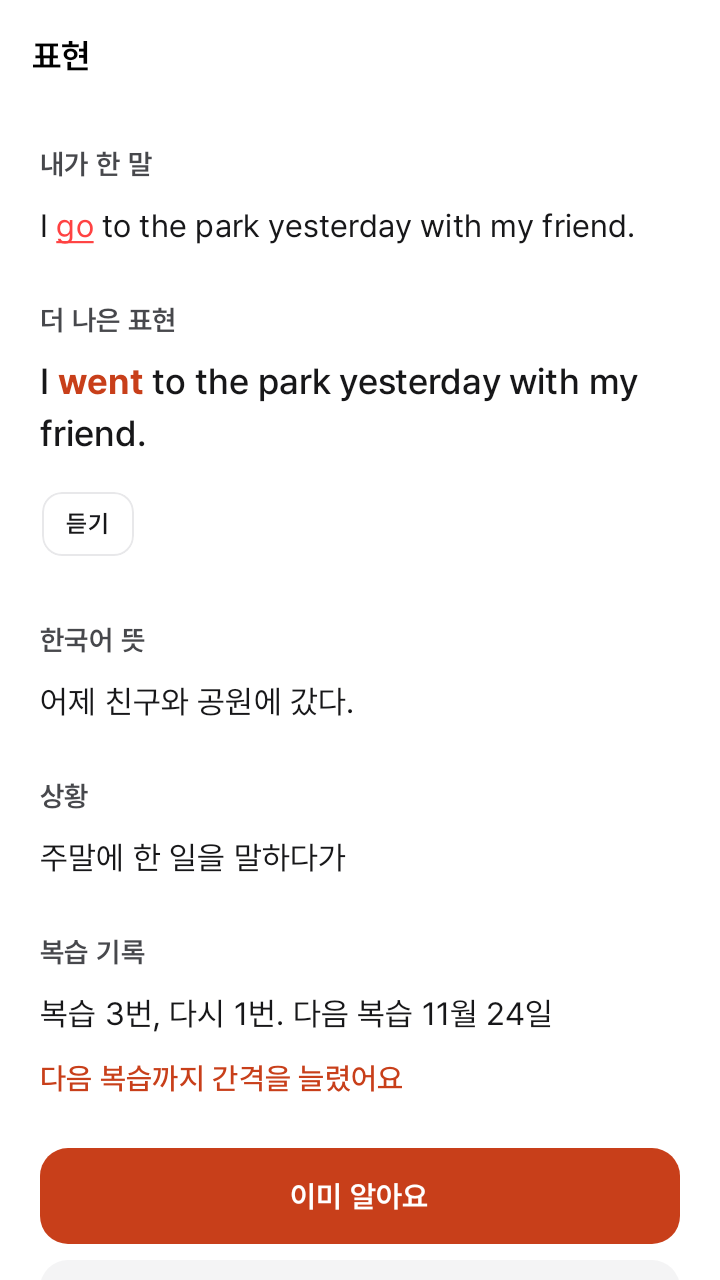 표현
내가 한 말
I go to the park yesterday with my friend.
더 나은 표현
I went to the park yesterday with my
friend.
듣기
한국어 뜻
어제 친구와 공원에 갔다.
상황
주말에 한 일을 말하다가
복습 기록
복습 3번, 다시 1번. 다음 복습 11월 24일
다음 복습까지 간격을 늘렸어요
이미 알아요